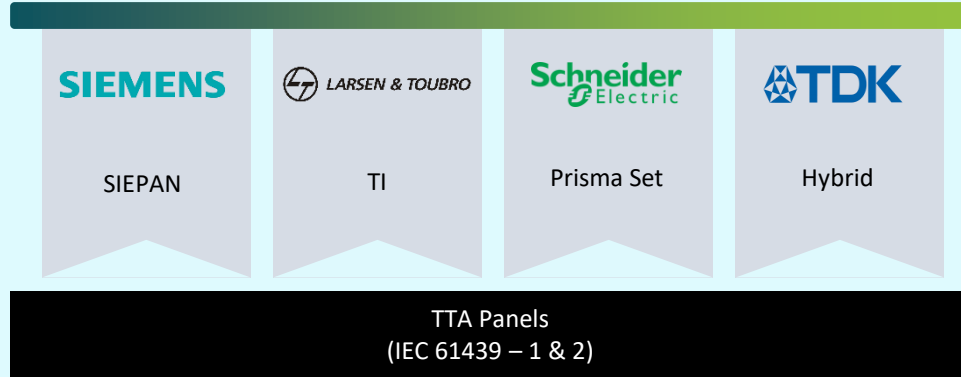 SIEMENS
SIEPAN
LARSEN & TOUBRO
TI
Schneider
Electric
Prisma Set
TDK
Hybrid
TTA Panels
(IEC 61439 – 1 & 2)